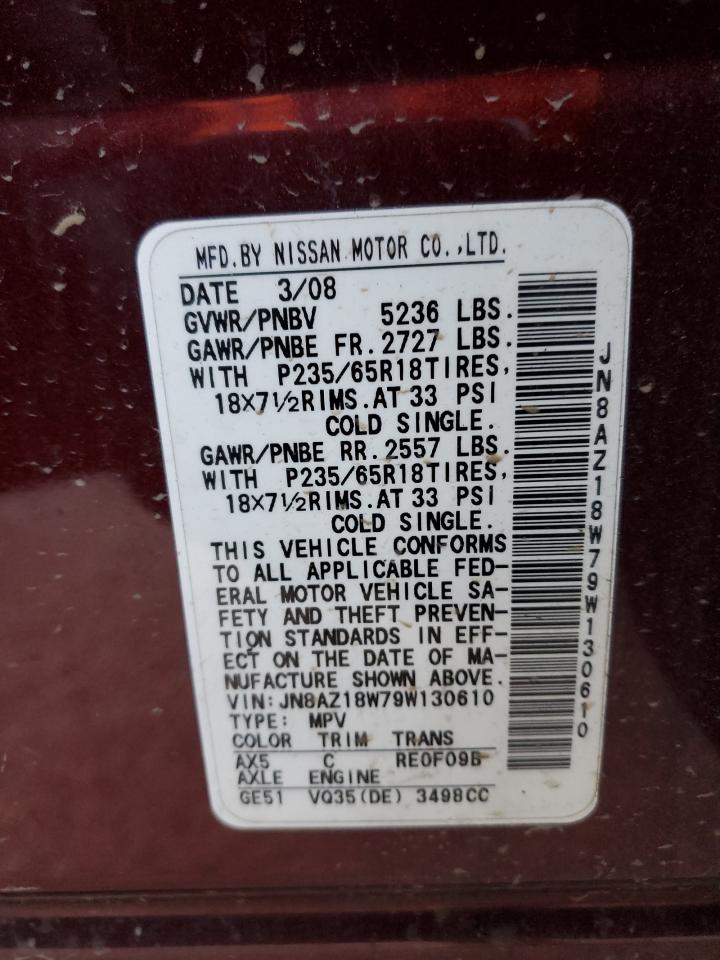 MFD.BY NISSAN MOTOR CO.,LTD.
DATE 3/08
GVWR/PNBV 5236 LBS.
GAWR/PNBE FR.2727 LBS.
WITH P235/65R18TIRES,
18X7½RIMS.AT 33 PSI
COLD SINGLE.
GAWR/PNBE RR.2557 LBS.
WITH P235/65R18TIRES,
18X7½RIMS.AT 33 PSI
COLD SINGLE.
THIS VEHICLE CONFORMS
TO ALL APPLICABLE FED-
ERAL MOTOR VEHICLE SA-
FETY AND THEFT PREVEN-
TION STANDARDS IN EFF-
ECT ON THE DATE OF MA-
NUFACTURE SHOWN ABOVE.
VIN:JN8AZ18W79W130610
TYPE: MPV
COLOR TRIM TRANS
AX5 C RE0F09B
AXLE ENGINE
GE51 VQ35(DE) 3498CC
JN8AZ18W79W130610